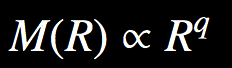 M(R) ∝ R^q